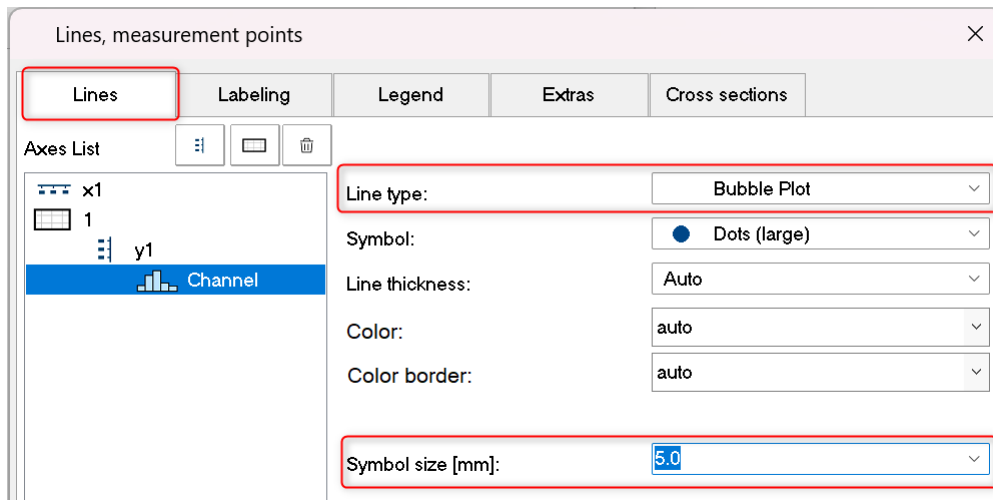 Lines, measurement points
Lines
Labeling
Legend
Extras
Cross sections
Axes List
x1
1
y1
Channel
Line type:
Bubble Plot
Symbol:
Dots (large)
Line thickness:
Auto
Color:
auto
Color border:
auto
Symbol size [mm]:
5.0